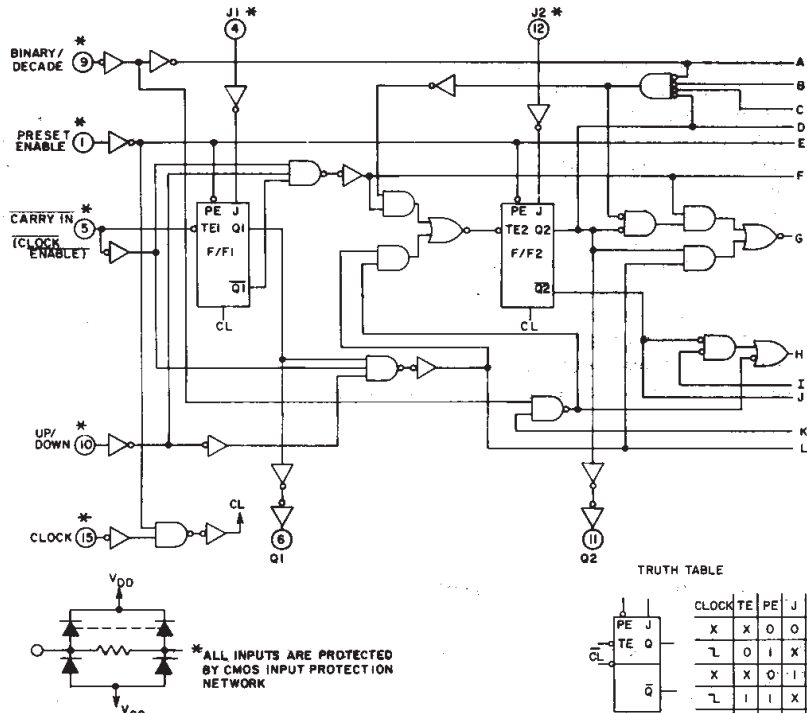 J1 *
4
J2 *
12
BINARY/
DECADE
*
9
A
B
C
D
PRESET
ENABLE
*
1
E
F
CARRY IN
*
5
(CLOCK
ENABLE)
PE J
TE1 Q1
F/F1
Q1
CL
PE J
TE2 Q2
F/F2
Q2
CL
G
H
I
J
K
L
UP/
DOWN
*
10
CL
CLOCK
*
15
6
Q1
11
Q2
VDD
* ALL INPUTS ARE PROTECTED
BY CMOS INPUT PROTECTION
NETWORK
TRUTH TABLE
PE J
TE Q
CL
Q
CLOCK TE PE J
X X 0 0
0 1 X
X X 0 1
1 1 X